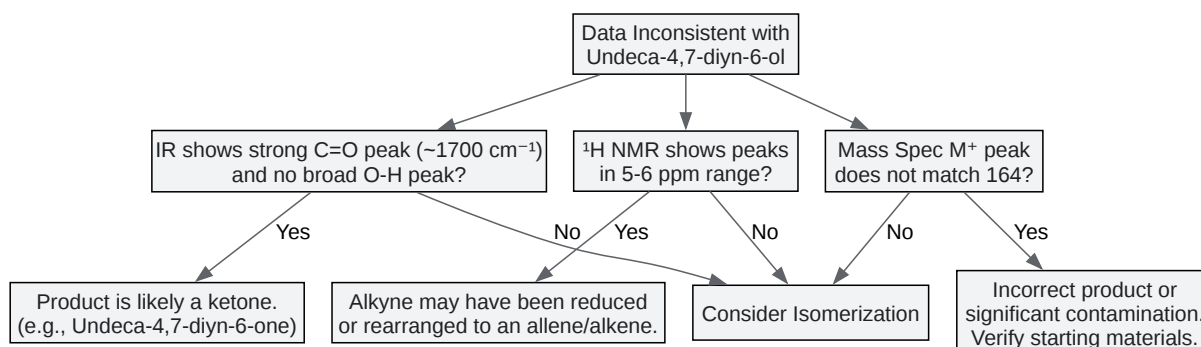 Data Inconsistent with
Undeca-4,7-diyn-6-ol
IR shows strong C=O peak (~1700 cm⁻¹)
and no broad O-H peak?
¹H NMR shows peaks
in 5-6 ppm range?
Mass Spec M⁺ peak
does not match 164?
Yes
No
Yes
No
No
Yes
Product is likely a ketone.
(e.g., Undeca-4,7-diyn-6-one)
Alkyne may have been reduced
or rearranged to an allene/alkene.
Consider Isomerization
Incorrect product or
significant contamination.
Verify starting materials.